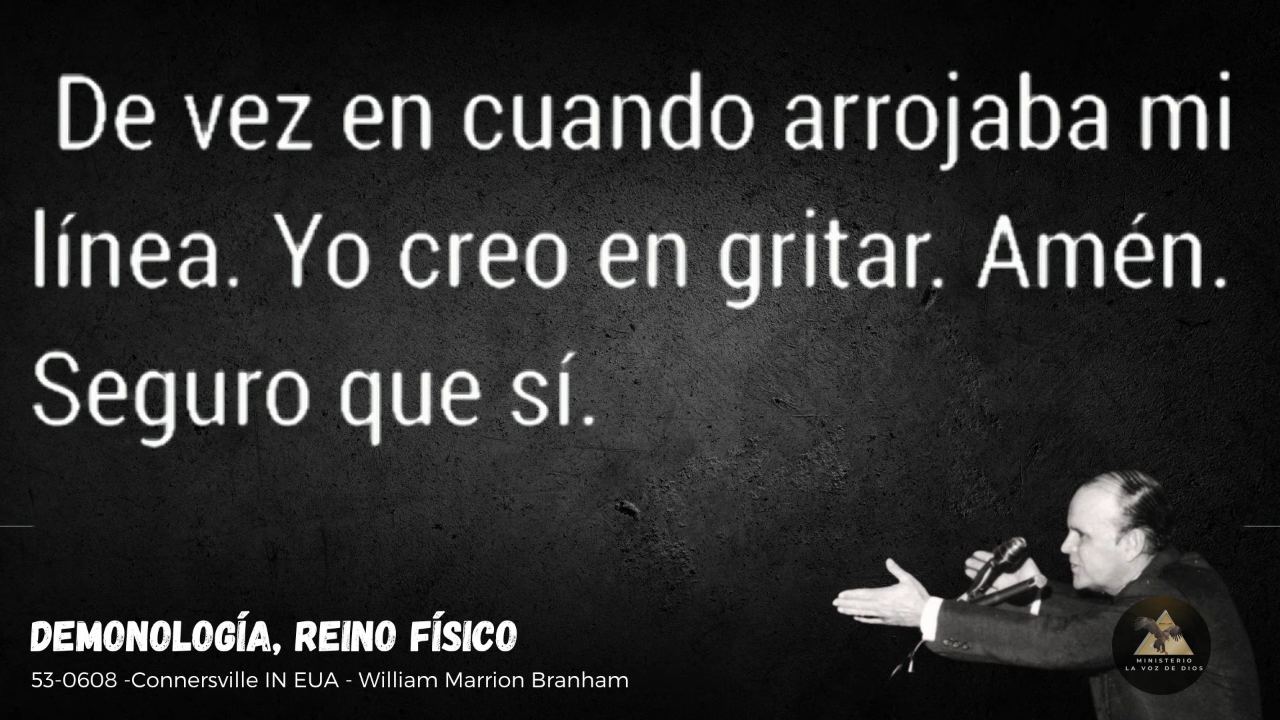 De vez en cuando arrojaba mi
línea. Yo creo en gritar. Amén.
Seguro que sí.
DEMONOLOGÍA, REINO FÍSICO
53-0608 -Connersville IN EUA - William Marrion Branham
MINISTERIO
LA VOZ DE DIOS